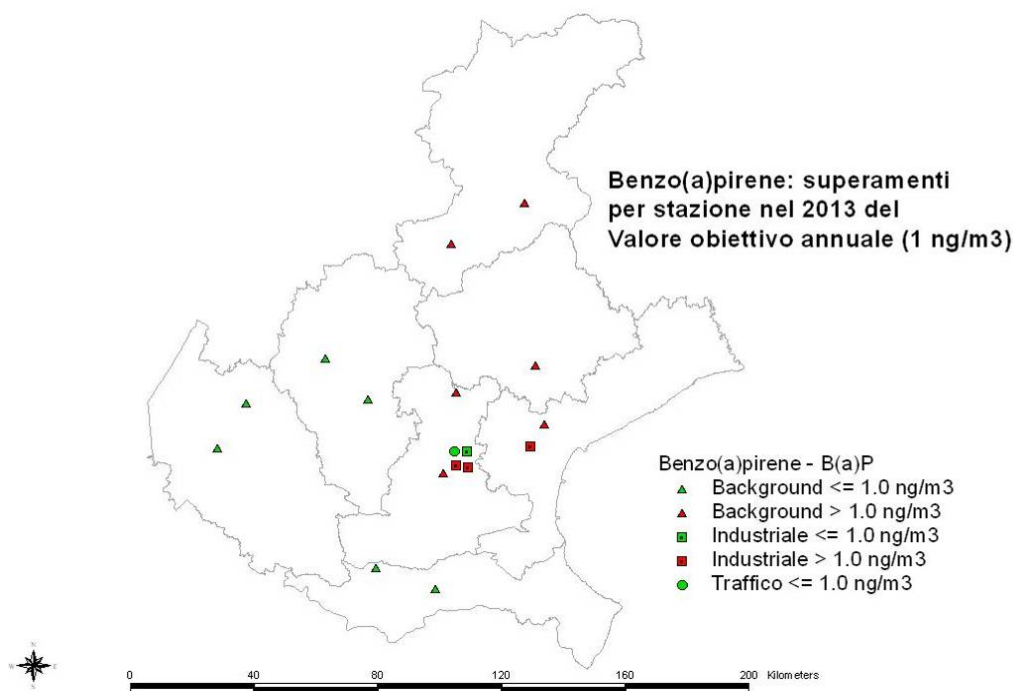 Benzo(a)pirene: superamenti
per stazione nel 2013 del
Valore obiettivo annuale (1 ng/m3)
Benzo(a)pirene - B(a)P
Background <= 1.0 ng/m3
Background > 1.0 ng/m3
Industriale <= 1.0 ng/m3
Industriale > 1.0 ng/m3
Traffico <= 1.0 ng/m3
N
W E
S
0 40 80 120 160 200 Kilometers